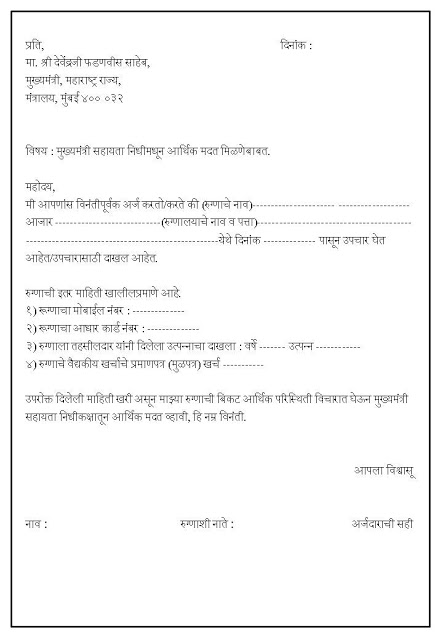 प्रति, दिनांक :
मा. श्री देवेंद्रजी फडणवीस साहेब,
मुख्यमंत्री, महाराष्ट्र राज्य,
मंत्रालय, मुंबई ४०० ०३२
विषय : मुख्यमंत्री सहायता निधीमधून आर्थिक मदत मिळणेबाबत.
महोदय,
मी आपणांस विनंतीपूर्वक अर्ज करतो/करते की (रुग्णाचे नाव)------------------- ------------------
आजार ----------------------------(रुग्णालयाचे नाव व पत्ता)----------------------------------------
--------------------------------------------------येथे दिनांक -------------- पासून उपचार घेत
आहेत/उपचारासाठी दाखल आहेत.
रुग्णाची इतर माहिती खालीलप्रमाणे आहे.
१) रूग्णाचा मोबाईल नंबर : --------------
२) रूग्णाचा आधार कार्ड नंबर : --------------
३) रुग्णाला तहसीलदार यांनी दिलेला उत्पन्नाचा दाखला : वर्षे ------- उत्पन्न ------------
४) रुग्णाचे वैद्यकीय खर्चाचे प्रमाणपत्र (मुळपत्र) खर्च -----------
उपरोक्त दिलेली माहिती खरी असून माझ्या रुग्णाची बिकट आर्थिक परिस्थिती विचारात घेऊन मुख्यमंत्री
सहायता निधीकक्षातून आर्थिक मदत व्हावी, हि नम्र विनंती.
आपला विश्वासू
नाव : रुग्णाशी नाते : अर्जदाराची सही